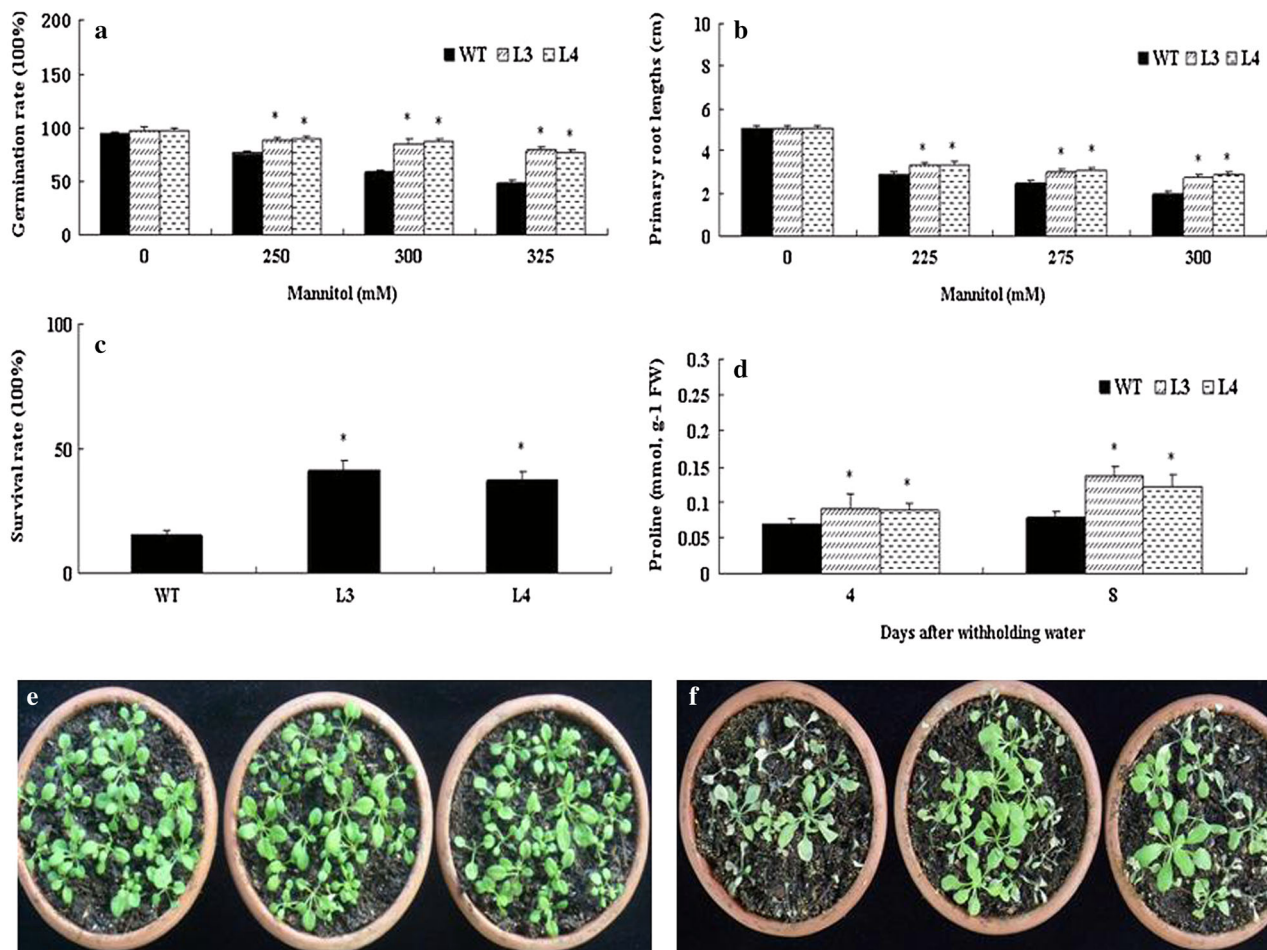 a
Germination rate (100%)
200
150
100
50
0
WT L3 L4
* * * * * *
0 250 300 325
Mannitol (mM)
b
Primary root lengths (cm)
10
8
6
4
2
0
WT L3 L4
* * * * * *
0 225 275 300
Mannitol (mM)
c
Survival rate (100%)
100
50
0
* *
WT L3 L4
d
Proline (mmol, g-1 FW)
0.3
0.25
0.2
0.15
0.1
0.05
0
WT L3 L4
* * * *
4 8
Days after withholding water
e
f